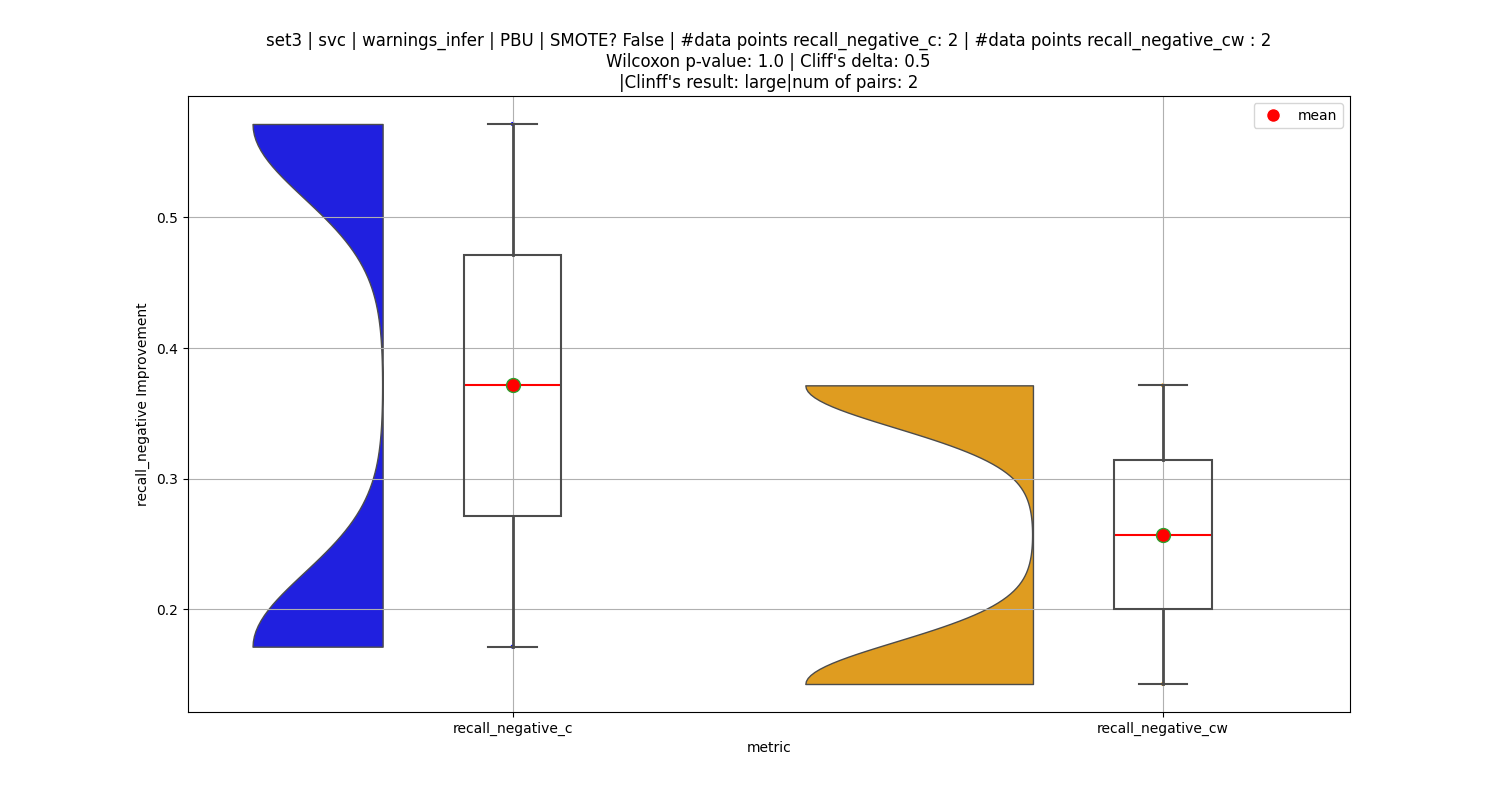 set3 | svc | warnings_infer | PBU | SMOTE? False | #data points recall_negative_c: 2 | #data points recall_negative_cw : 2
Wilcoxon p-value: 1.0 | Cliff's delta: 0.5
|Clinff's result: large|num of pairs: 2
mean
0.5
0.4
0.3
0.2
recall_negative Improvement
recall_negative_c
recall_negative_cw
metric